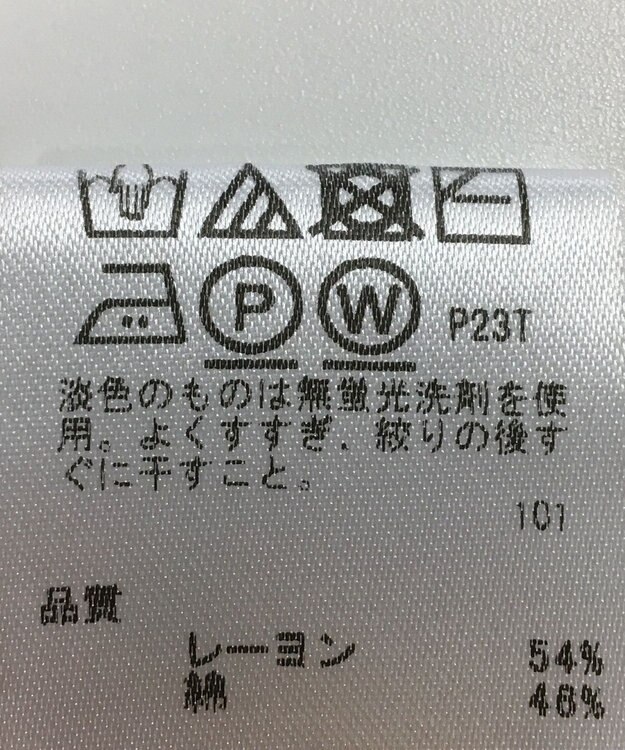 P
W
P23T
淡色のものは無蛍光洗剤を使
用。よくすすぎ、絞りの後す
ぐに干すこと。
101
品質
レーヨン 54%
綿 46%